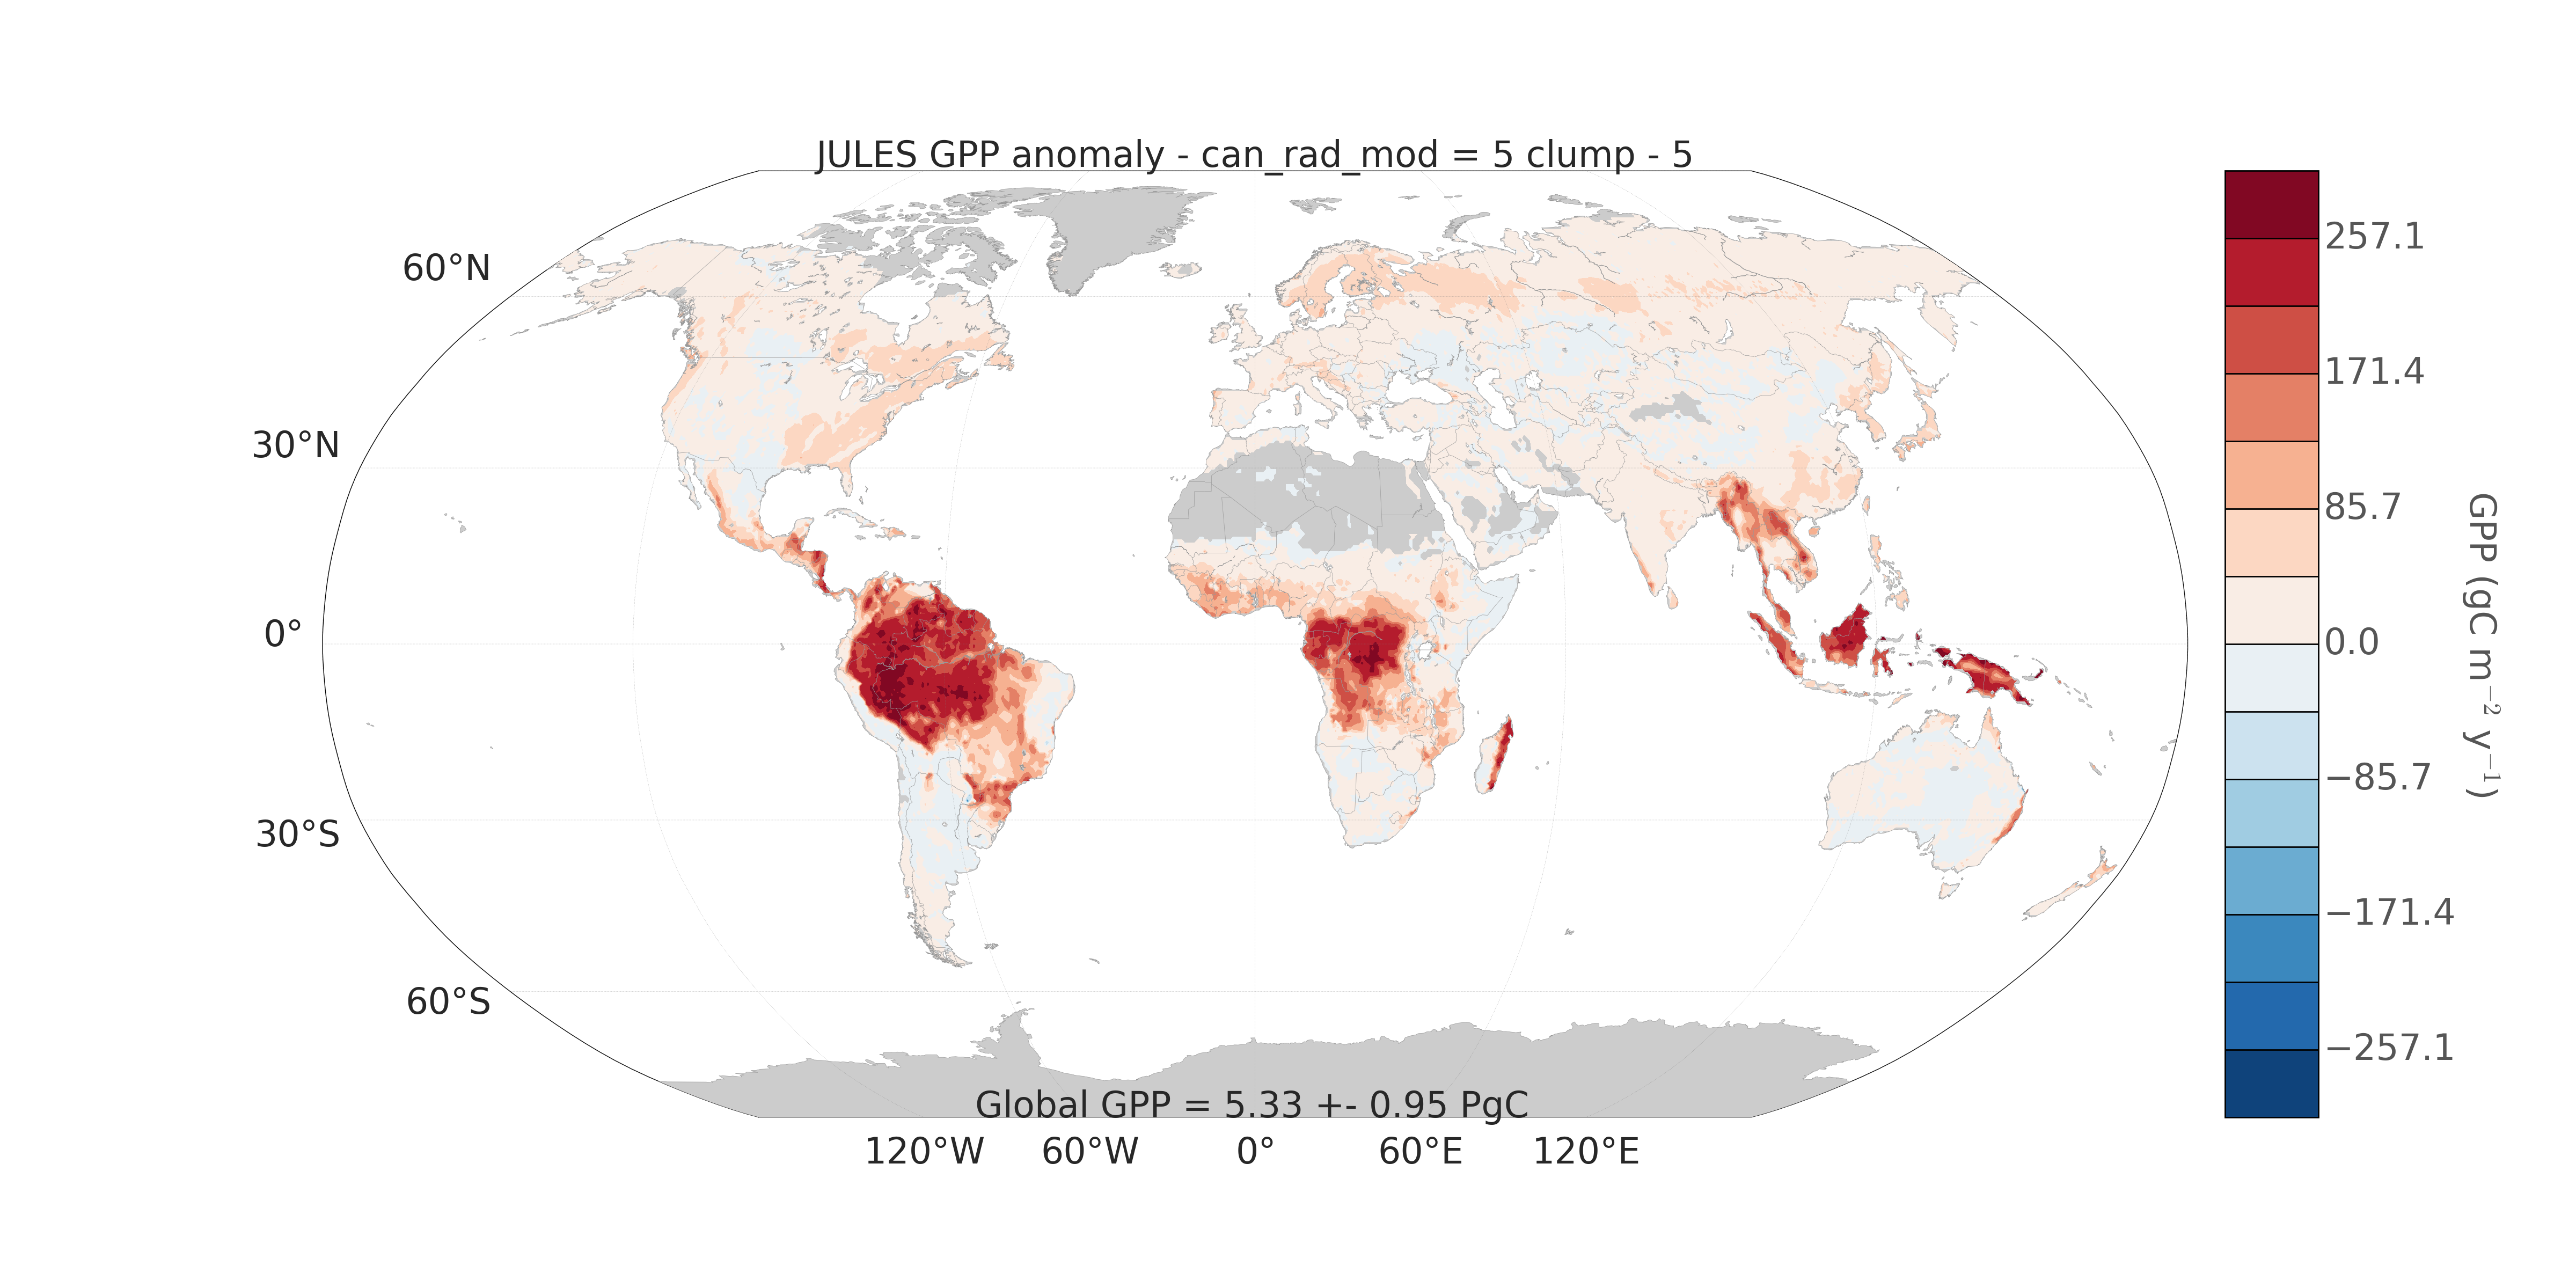 JULES GPP anomaly - can_rad_mod = 5 clump - 5
60°N
30°N
0°
30°S
60°S
Global GPP = 5.33 +- 0.95 PgC
120°W 60°W 0° 60°E 120°E
257.1
171.4
85.7
0.0
−85.7
−171.4
−257.1
GPP (gC m⁻² y⁻¹)